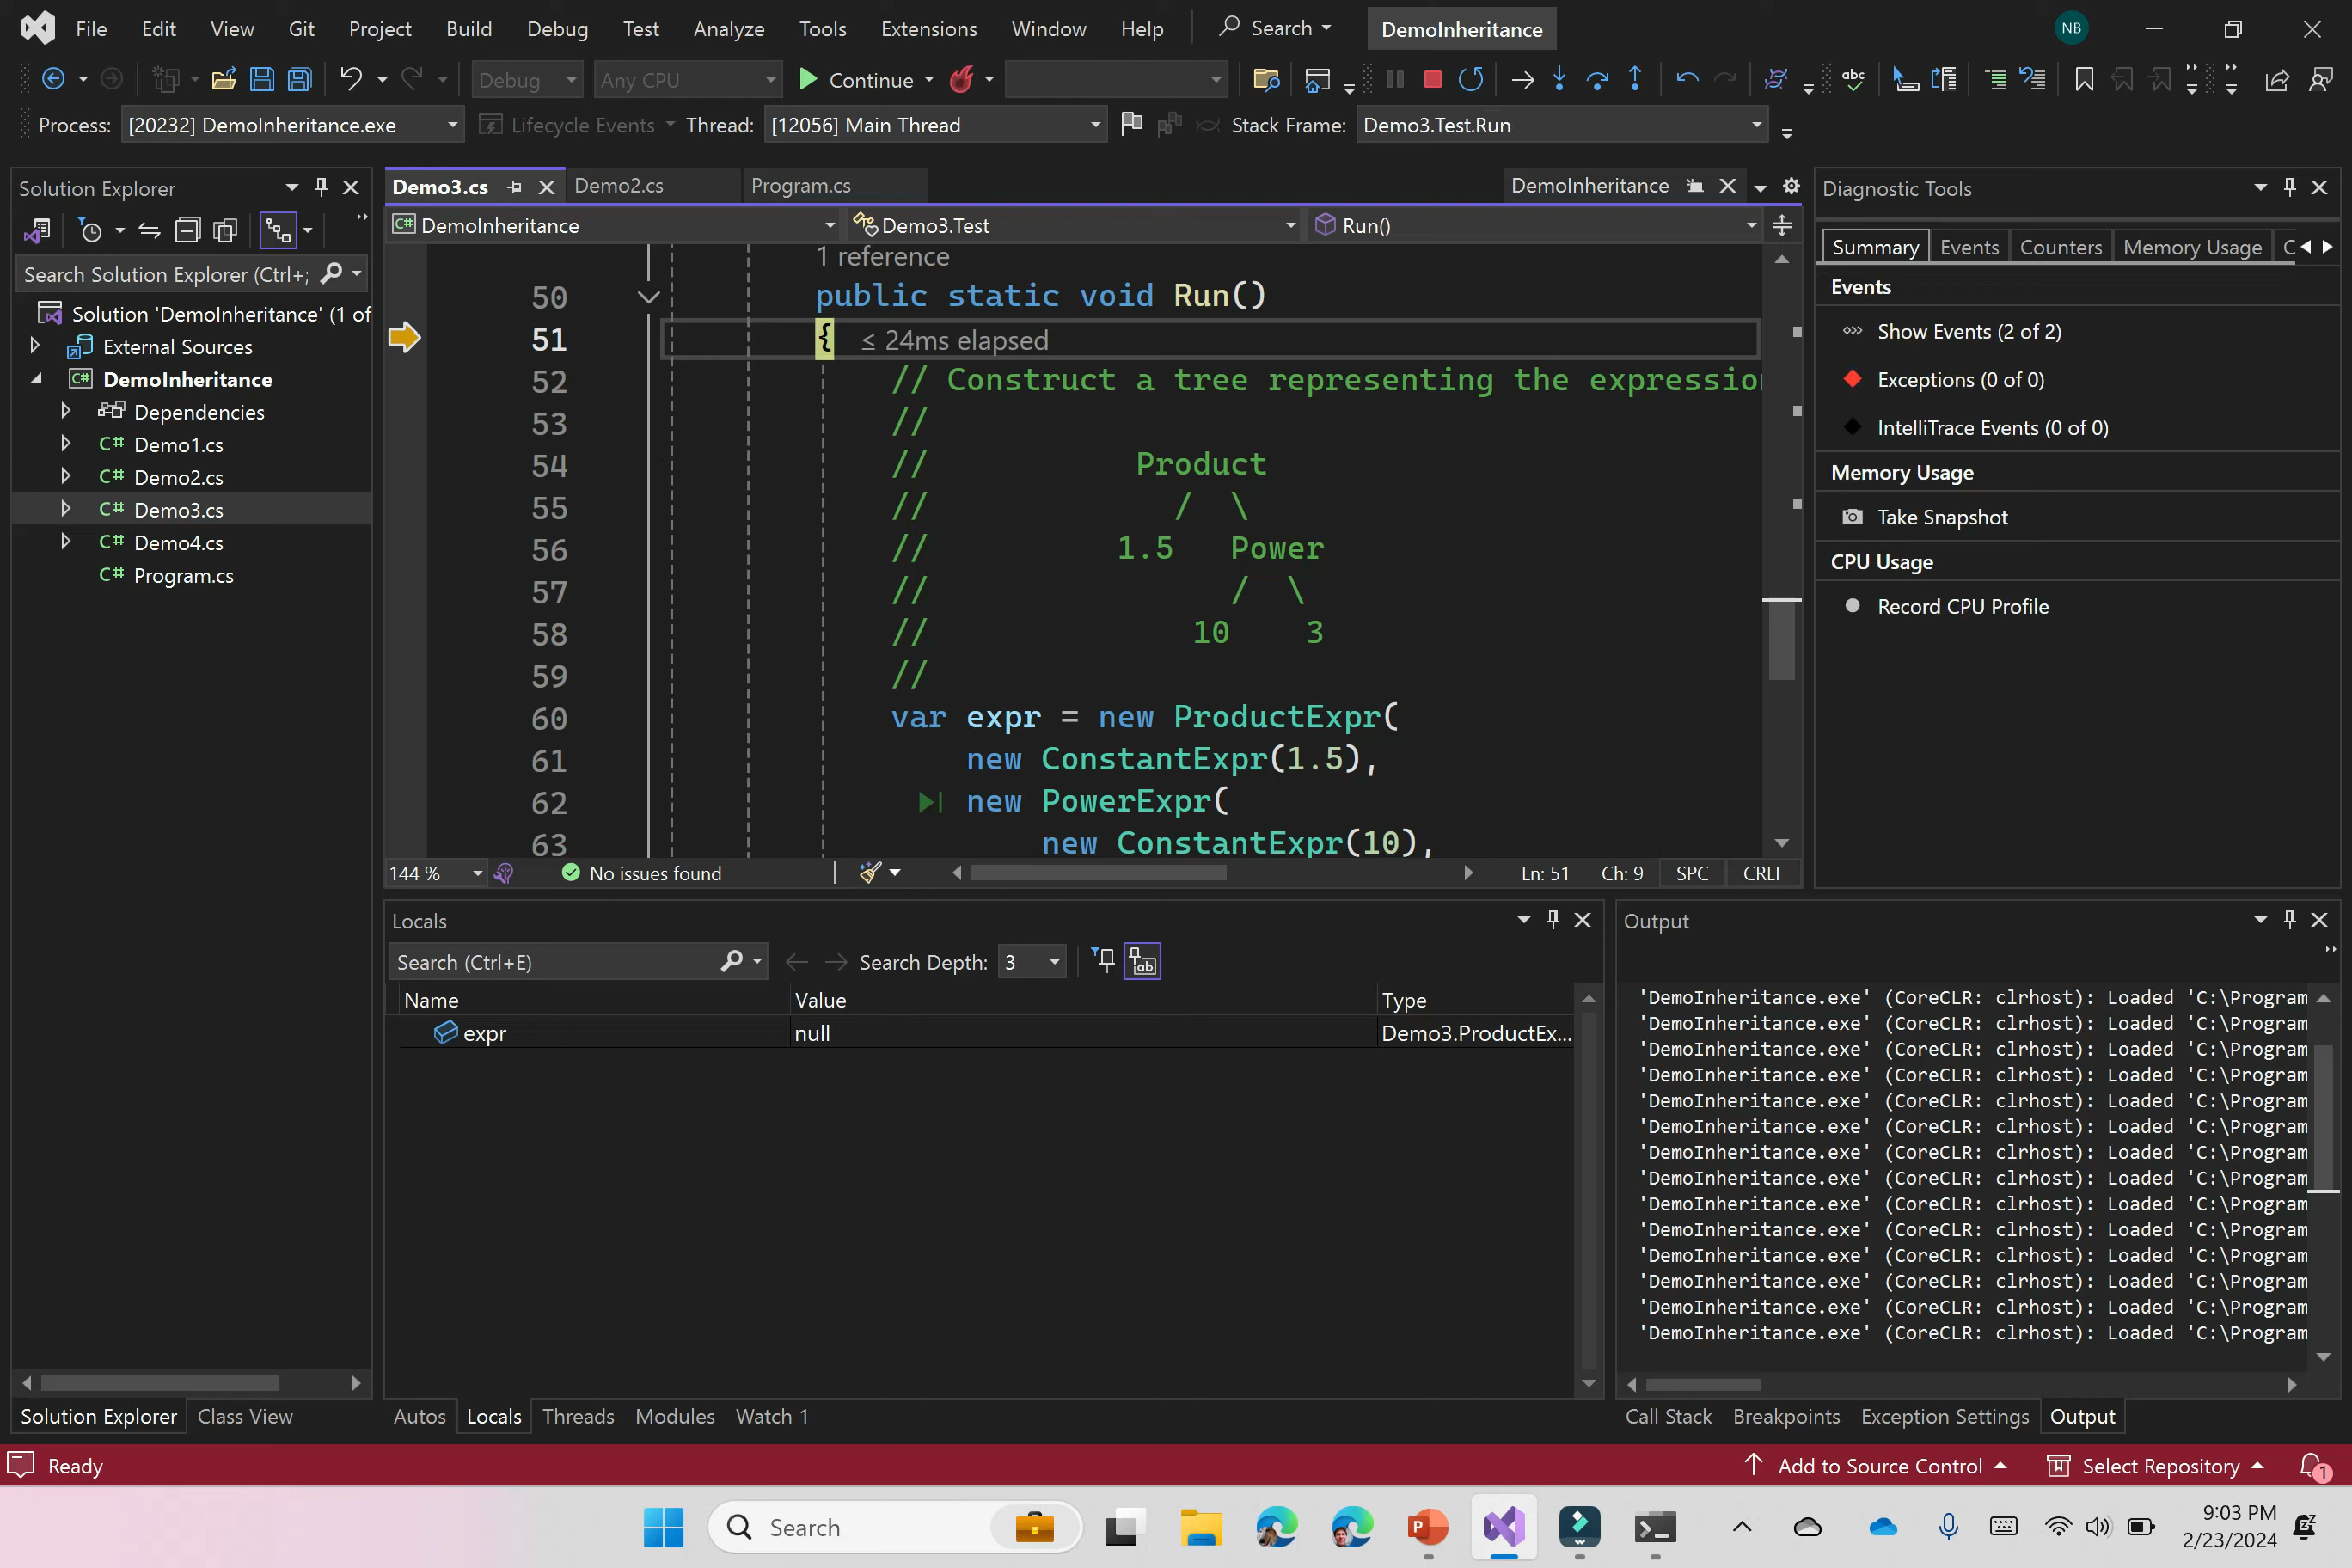 File Edit View Git Project Build Debug Test Analyze Tools Extensions Window Help Search DemoInheritance NB
Debug Any CPU Continue abc
Process: [20232] DemoInheritance.exe Lifecycle Events Thread: [12056] Main Thread Stack Frame: Demo3.Test.Run
Solution Explorer
Search Solution Explorer (Ctrl+;
Solution 'DemoInheritance' (1 of
External Sources
DemoInheritance
Dependencies
C# Demo1.cs
C# Demo2.cs
C# Demo3.cs
C# Demo4.cs
C# Program.cs
Solution Explorer Class View
Demo3.cs Demo2.cs Program.cs DemoInheritance
C# DemoInheritance Demo3.Test Run()
1 reference
50 public static void Run()
51 { ≤ 24ms elapsed
52 // Construct a tree representing the expressio
53 //
54 // Product
55 // / \
56 // 1.5 Power
57 // / \
58 // 10 3
59 //
60 var expr = new ProductExpr(
61 new ConstantExpr(1.5),
62 new PowerExpr(
63 new ConstantExpr(10),
144 % No issues found Ln: 51 Ch: 9 SPC CRLF
Diagnostic Tools
Summary Events Counters Memory Usage C
Events
Show Events (2 of 2)
Exceptions (0 of 0)
IntelliTrace Events (0 of 0)
Memory Usage
Take Snapshot
CPU Usage
Record CPU Profile
Locals
Search (Ctrl+E) Search Depth: 3 ab
Name Value Type
expr null Demo3.ProductEx...
Autos Locals Threads Modules Watch 1
Output
'DemoInheritance.exe' (CoreCLR: clrhost): Loaded 'C:\Program
'DemoInheritance.exe' (CoreCLR: clrhost): Loaded 'C:\Program
'DemoInheritance.exe' (CoreCLR: clrhost): Loaded 'C:\Program
'DemoInheritance.exe' (CoreCLR: clrhost): Loaded 'C:\Program
'DemoInheritance.exe' (CoreCLR: clrhost): Loaded 'C:\Program
'DemoInheritance.exe' (CoreCLR: clrhost): Loaded 'C:\Program
'DemoInheritance.exe' (CoreCLR: clrhost): Loaded 'C:\Program
'DemoInheritance.exe' (CoreCLR: clrhost): Loaded 'C:\Program
'DemoInheritance.exe' (CoreCLR: clrhost): Loaded 'C:\Program
'DemoInheritance.exe' (CoreCLR: clrhost): Loaded 'C:\Program
'DemoInheritance.exe' (CoreCLR: clrhost): Loaded 'C:\Program
'DemoInheritance.exe' (CoreCLR: clrhost): Loaded 'C:\Program
'DemoInheritance.exe' (CoreCLR: clrhost): Loaded 'C:\Program
'DemoInheritance.exe' (CoreCLR: clrhost): Loaded 'C:\Program
Call Stack Breakpoints Exception Settings Output
Ready Add to Source Control Select Repository 1
Search P 9:03 PM
2/23/2024